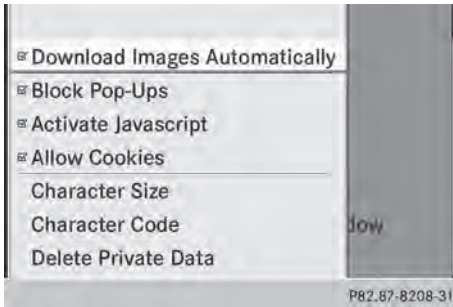 Download Images Automatically
Block Pop-Ups
Activate Javascript
Allow Cookies
Character Size
Character Code
dow
Delete Private Data
P82.87-8208-31